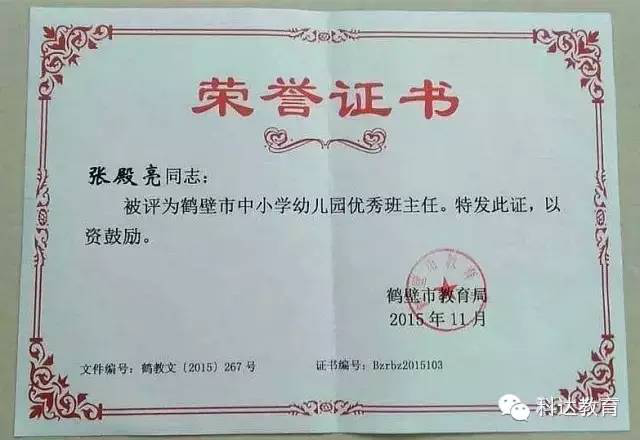 荣誉证书
张殿亮同志:
被评为鹤壁市中小学幼儿园优秀班主任。特发此证，以
资鼓励。
鹤壁市教育局
2015年11月
文件编号：鹤教文〔2015〕267号
证书编号：Bzrbz2015103
科达教育